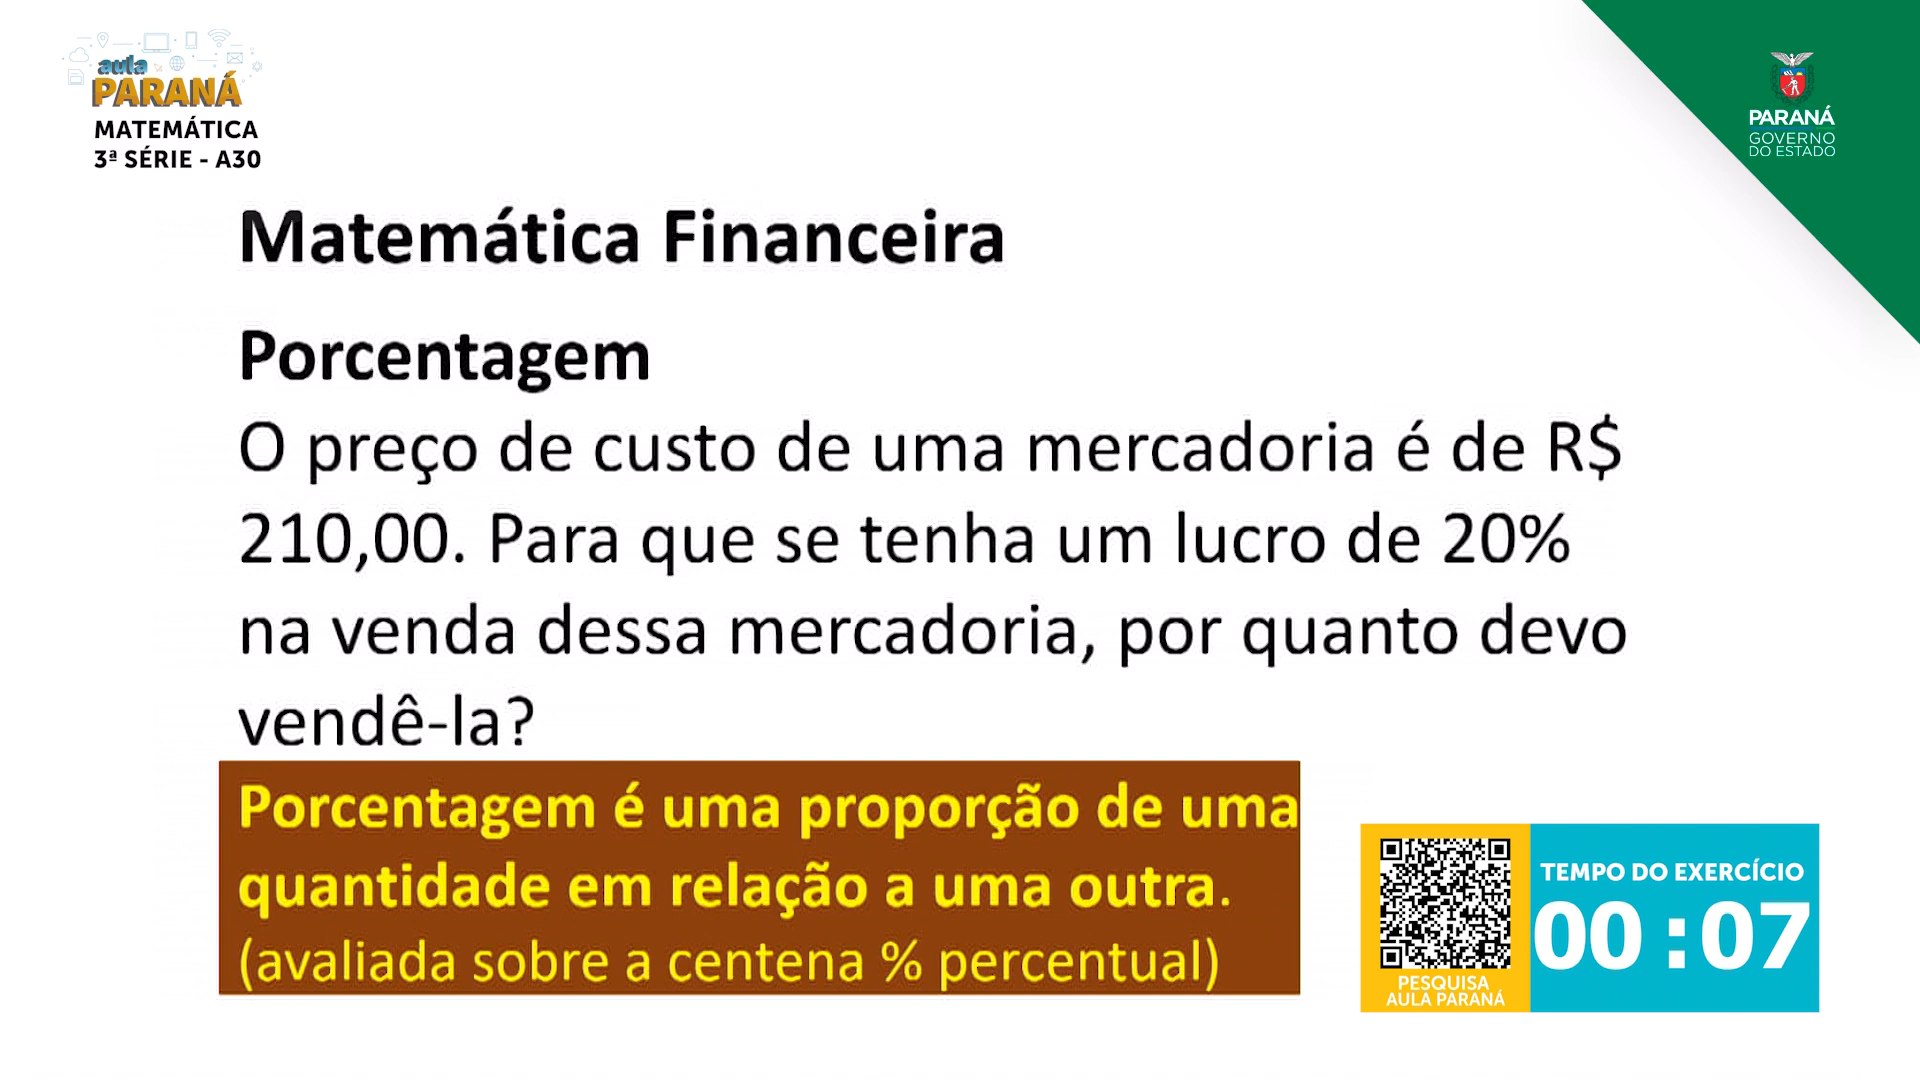 aula
PARANÁ
MATEMÁTICA
3ª SÉRIE - A30
PARANÁ
GOVERNO
DO ESTADO
Matemática Financeira
Porcentagem
O preço de custo de uma mercadoria é de R$
210,00. Para que se tenha um lucro de 20%
na venda dessa mercadoria, por quanto devo
vendê-la?
Porcentagem é uma proporção de uma
quantidade em relação a uma outra.
(avaliada sobre a centena % percentual)
PESQUISA
AULA PARANÁ
TEMPO DO EXERCÍCIO
00 : 07